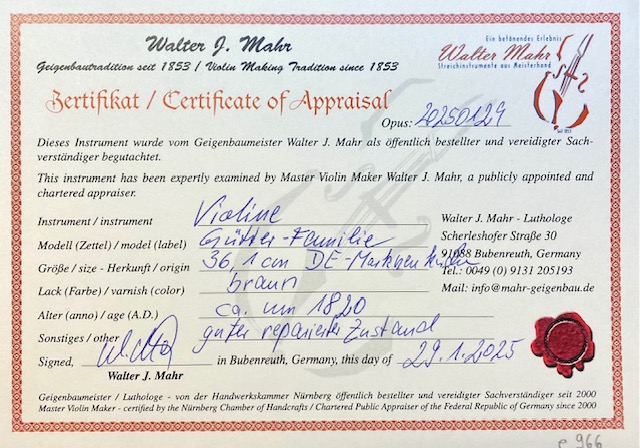 Walter J. Mahr
Geigenbautradition seit 1853 / Violin Making Tradition since 1853
Ein betönendes Erlebnis
Walter Mahr
Streichinstrumente aus Meisterhand
seit 1853
Zertifikat / Certificate of Appraisal
Opus: 20250129
Dieses Instrument wurde vom Geigenbaumeister Walter J. Mahr als öffentlich bestellter und vereidigter Sach-
verständiger begutachtet.
This instrument has been expertly examined by Master Violin Maker Walter J. Mahr, a publicly appointed and
chartered appraiser.
Instrument / instrument Violine
Modell (Zettel) / model (label) Gütter-Familie
Größe / size - Herkunft / origin 36,1 cm DE-Markneukirchen
Lack (Farbe) / varnish (color) braun
Alter (anno) / age (A.D.) ca. um 1820
Sonstiges / other guter reparierter Zustand
Walter J. Mahr - Luthologe
Scherleshofer Straße 30
91088 Bubenreuth, Germany
Tel.: 0049 (0) 9131 205193
Mail: info@mahr-geigenbau.de
Signed, in Bubenreuth, Germany, this day of 29.1.2025
Walter J. Mahr
Geigenbaumeister / Luthologe - von der Handwerkskammer Nürnberg öffentlich bestellter und vereidigter Sachverständiger seit 2000
Master Violin Maker - certified by the Nürnberg Chamber of Handcrafts / Chartered Public Appraiser of the Federal Republic of Germany since 2000
966